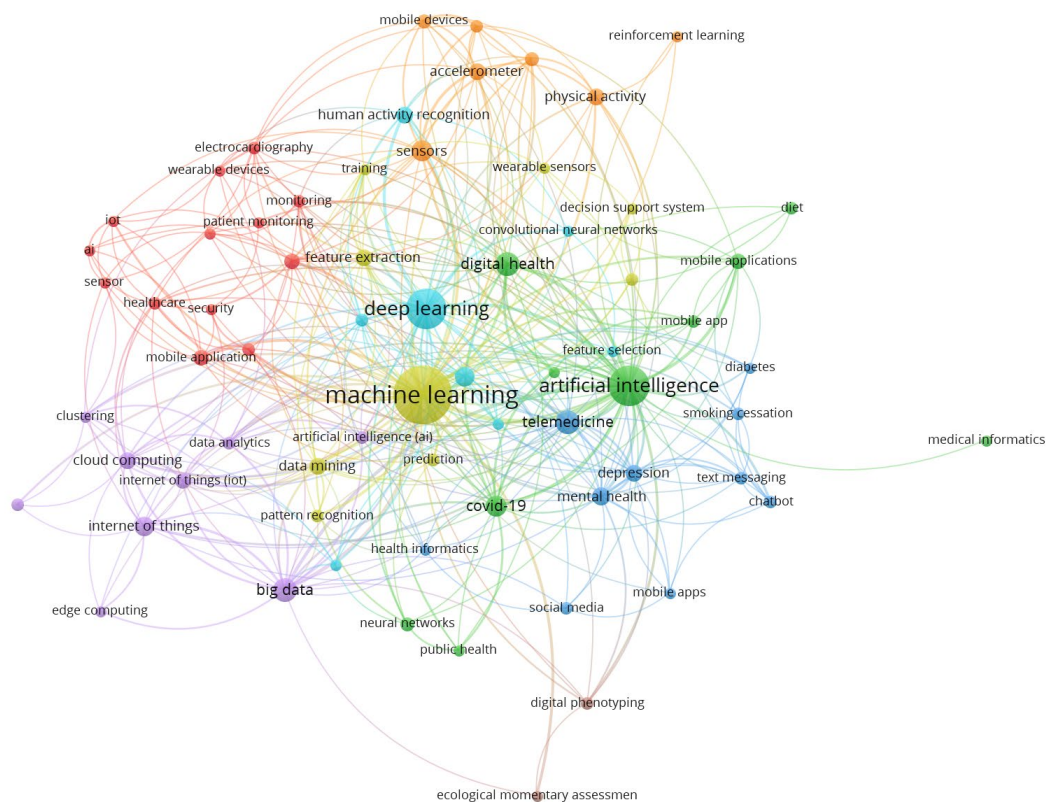 mobile devices
reinforcement learning
accelerometer
physical activity
human activity recognition
electrocardiography
sensors
wearable devices
training
wearable sensors
monitoring
decision support system
diet
iot
patient monitoring
convolutional neural networks
ai
feature extraction
digital health
mobile applications
sensor
healthcare
security
deep learning
mobile app
mobile application
feature selection
diabetes
machine learning
artificial intelligence
clustering
smoking cessation
telemedicine
data analytics
artificial intelligence (ai)
medical informatics
cloud computing
data mining
prediction
depression
internet of things (iot)
text messaging
mental health
chatbot
covid-19
pattern recognition
internet of things
health informatics
big data
mobile apps
edge computing
social media
neural networks
public health
digital phenotyping
ecological momentary assessmen